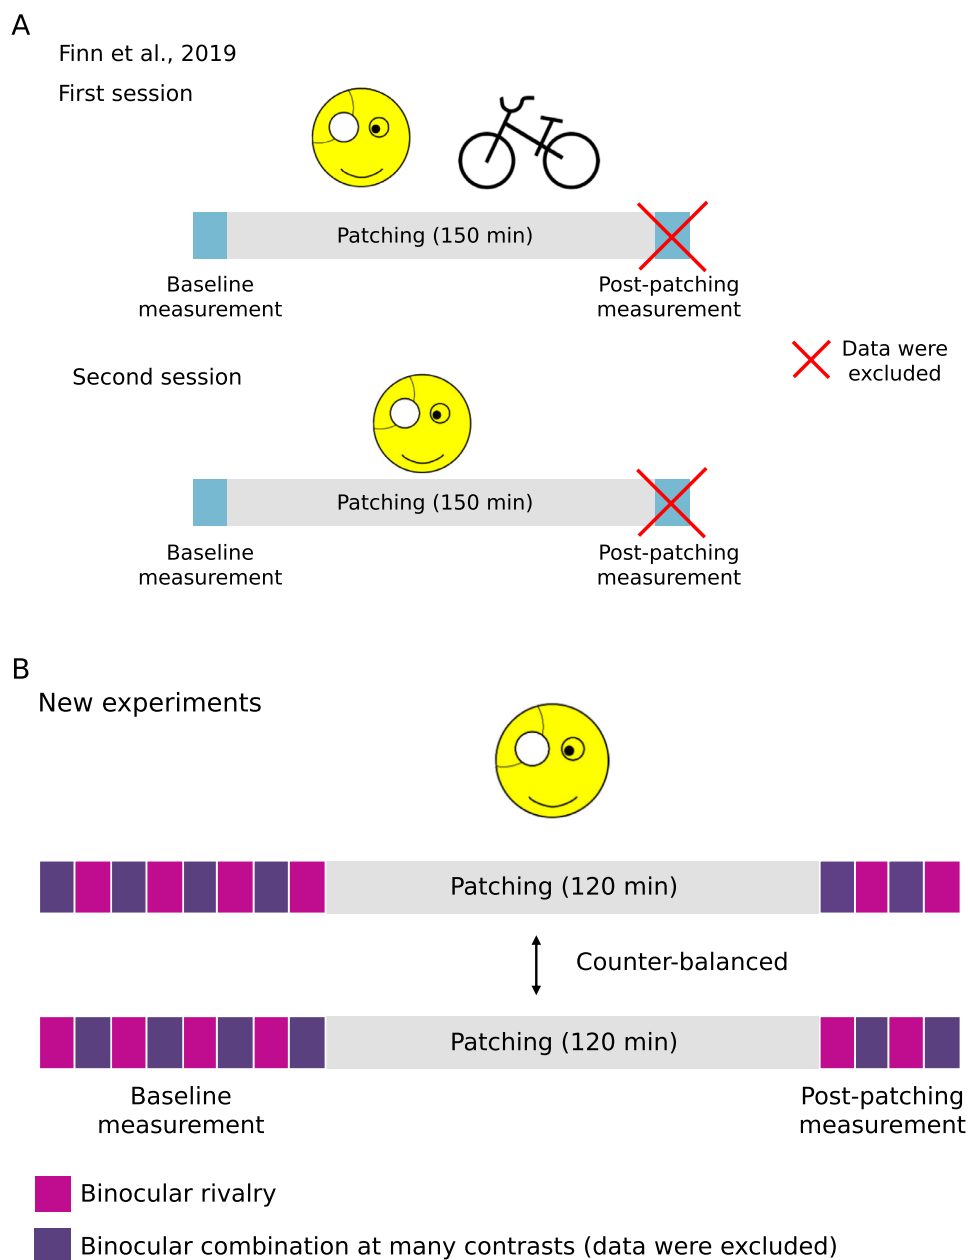 A
Finn et al., 2019
First session
Patching (150 min)
Baseline
measurement
Post-patching
measurement
Data were
excluded
Second session
Patching (150 min)
Baseline
measurement
Post-patching
measurement
B
New experiments
Patching (120 min)
Counter-balanced
Patching (120 min)
Baseline
measurement
Post-patching
measurement
Binocular rivalry
Binocular combination at many contrasts (data were excluded)